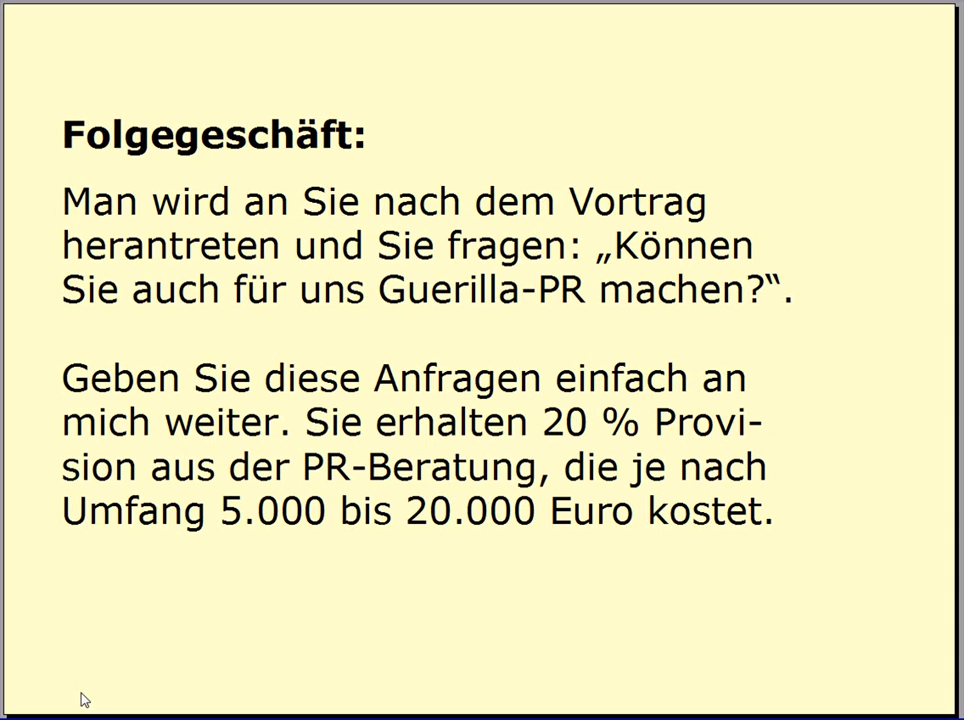 Folgegeschäft:
Man wird an Sie nach dem Vortrag
herantreten und Sie fragen: „Können
Sie auch für uns Guerilla-PR machen?“.
Geben Sie diese Anfragen einfach an
mich weiter. Sie erhalten 20 % Provi-
sion aus der PR-Beratung, die je nach
Umfang 5.000 bis 20.000 Euro kostet.